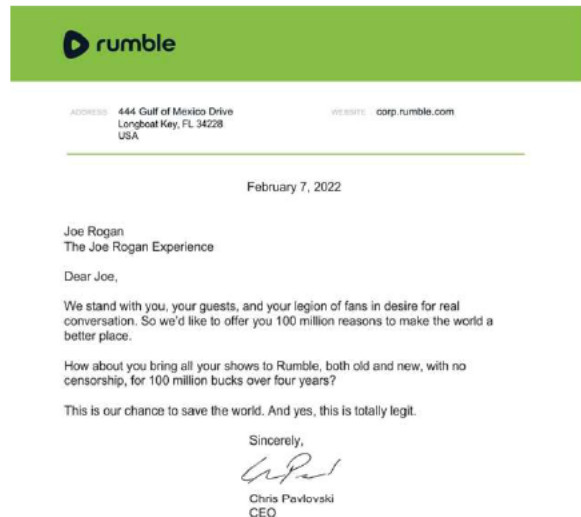 rumble
ADDRESS 444 Gulf of Mexico Drive WEBSITE corp.rumble.com
Longboat Key, FL 34228
USA
February 7, 2022
Joe Rogan
The Joe Rogan Experience
Dear Joe,
We stand with you, your guests, and your legion of fans in desire for real
conversation. So we'd like to offer you 100 million reasons to make the world a
better place.
How about you bring all your shows to Rumble, both old and new, with no
censorship, for 100 million bucks over four years?
This is our chance to save the world. And yes, this is totally legit.
Sincerely,
Chris Pavlovski
CEO